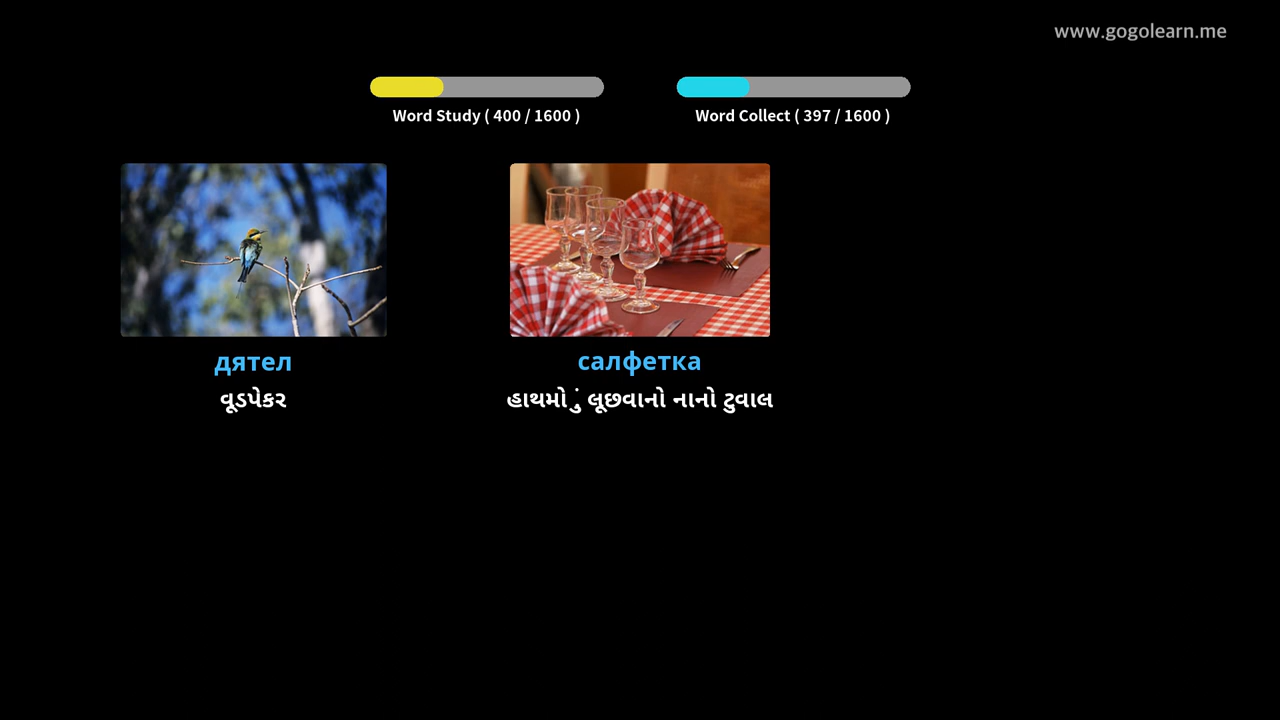 www.gogolearn.me
Word Study ( 400 / 1600 )
Word Collect ( 397 / 1600 )
дятел
салфетка
વૂડપેકર
હાથમોં ું લૂછવાનો નાનો ટુવાલ